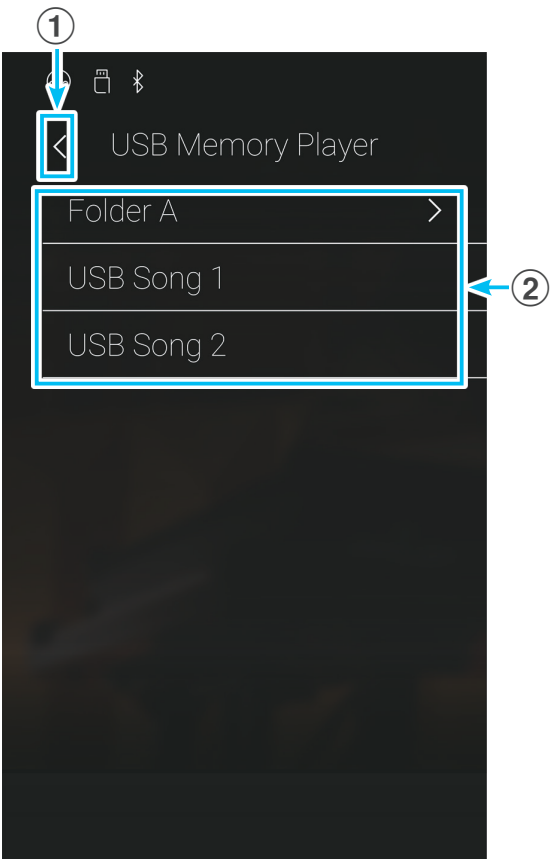 ①
USB Memory Player
Folder A
USB Song 1
②
USB Song 2